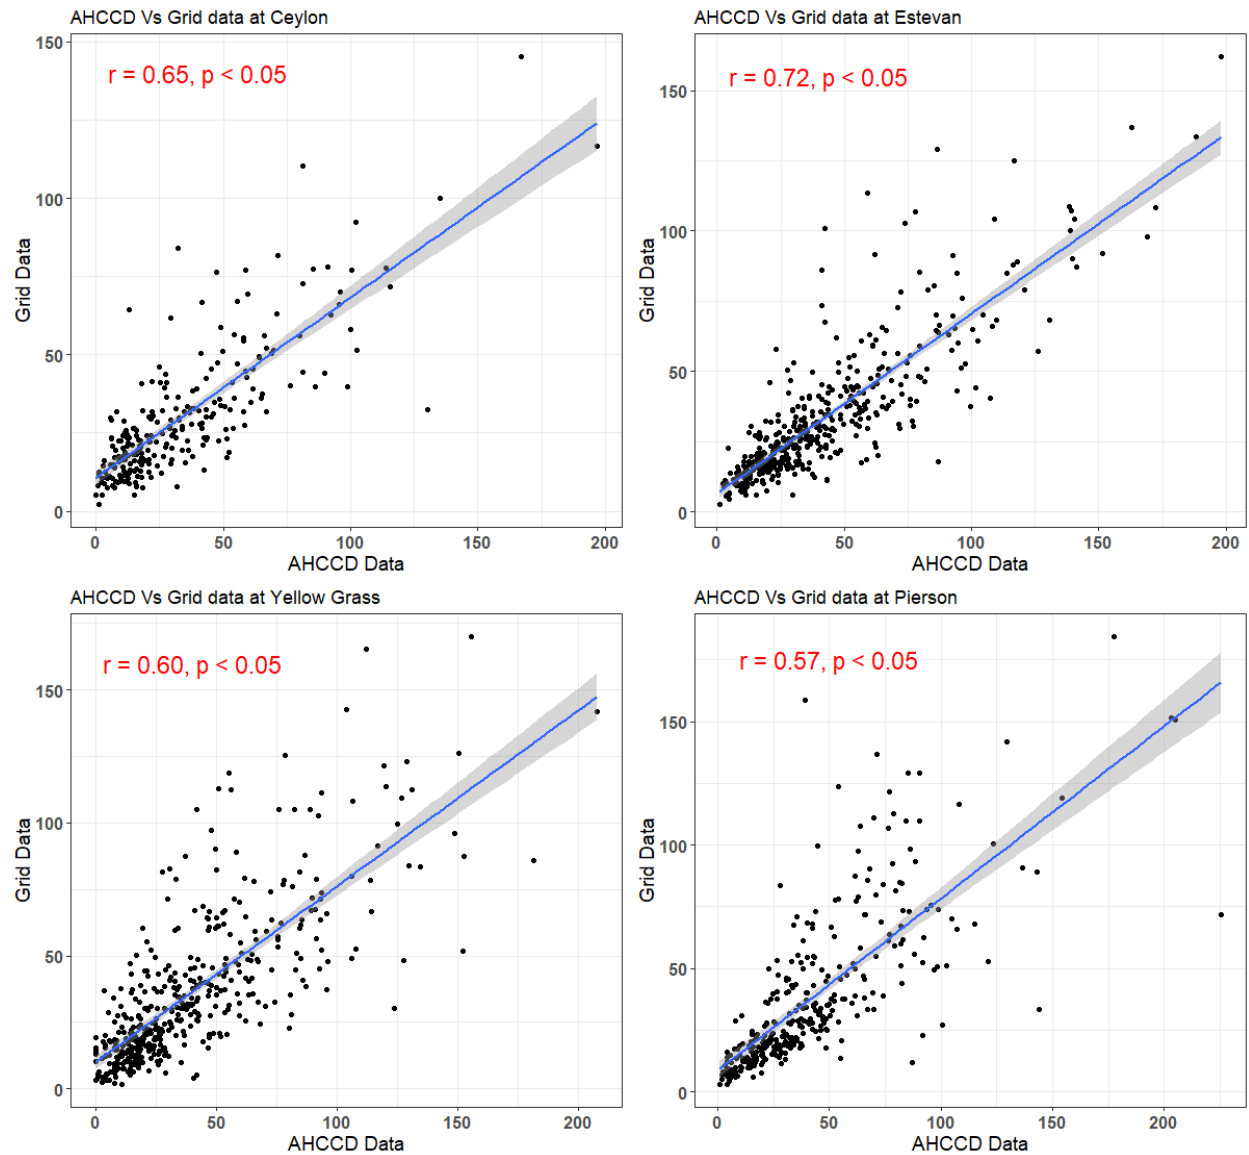 AHCCD Vs Grid data at Ceylon
r = 0.65, p < 0.05
150
100
50
0
Grid Data
0 50 100 150 200
AHCCD Data
AHCCD Vs Grid data at Estevan
r = 0.72, p < 0.05
150
100
50
0
Grid Data
0 50 100 150 200
AHCCD Data
AHCCD Vs Grid data at Yellow Grass
r = 0.60, p < 0.05
150
100
50
0
Grid Data
0 50 100 150 200
AHCCD Data
AHCCD Vs Grid data at Pierson
r = 0.57, p < 0.05
150
100
50
0
Grid Data
0 50 100 150 200
AHCCD Data